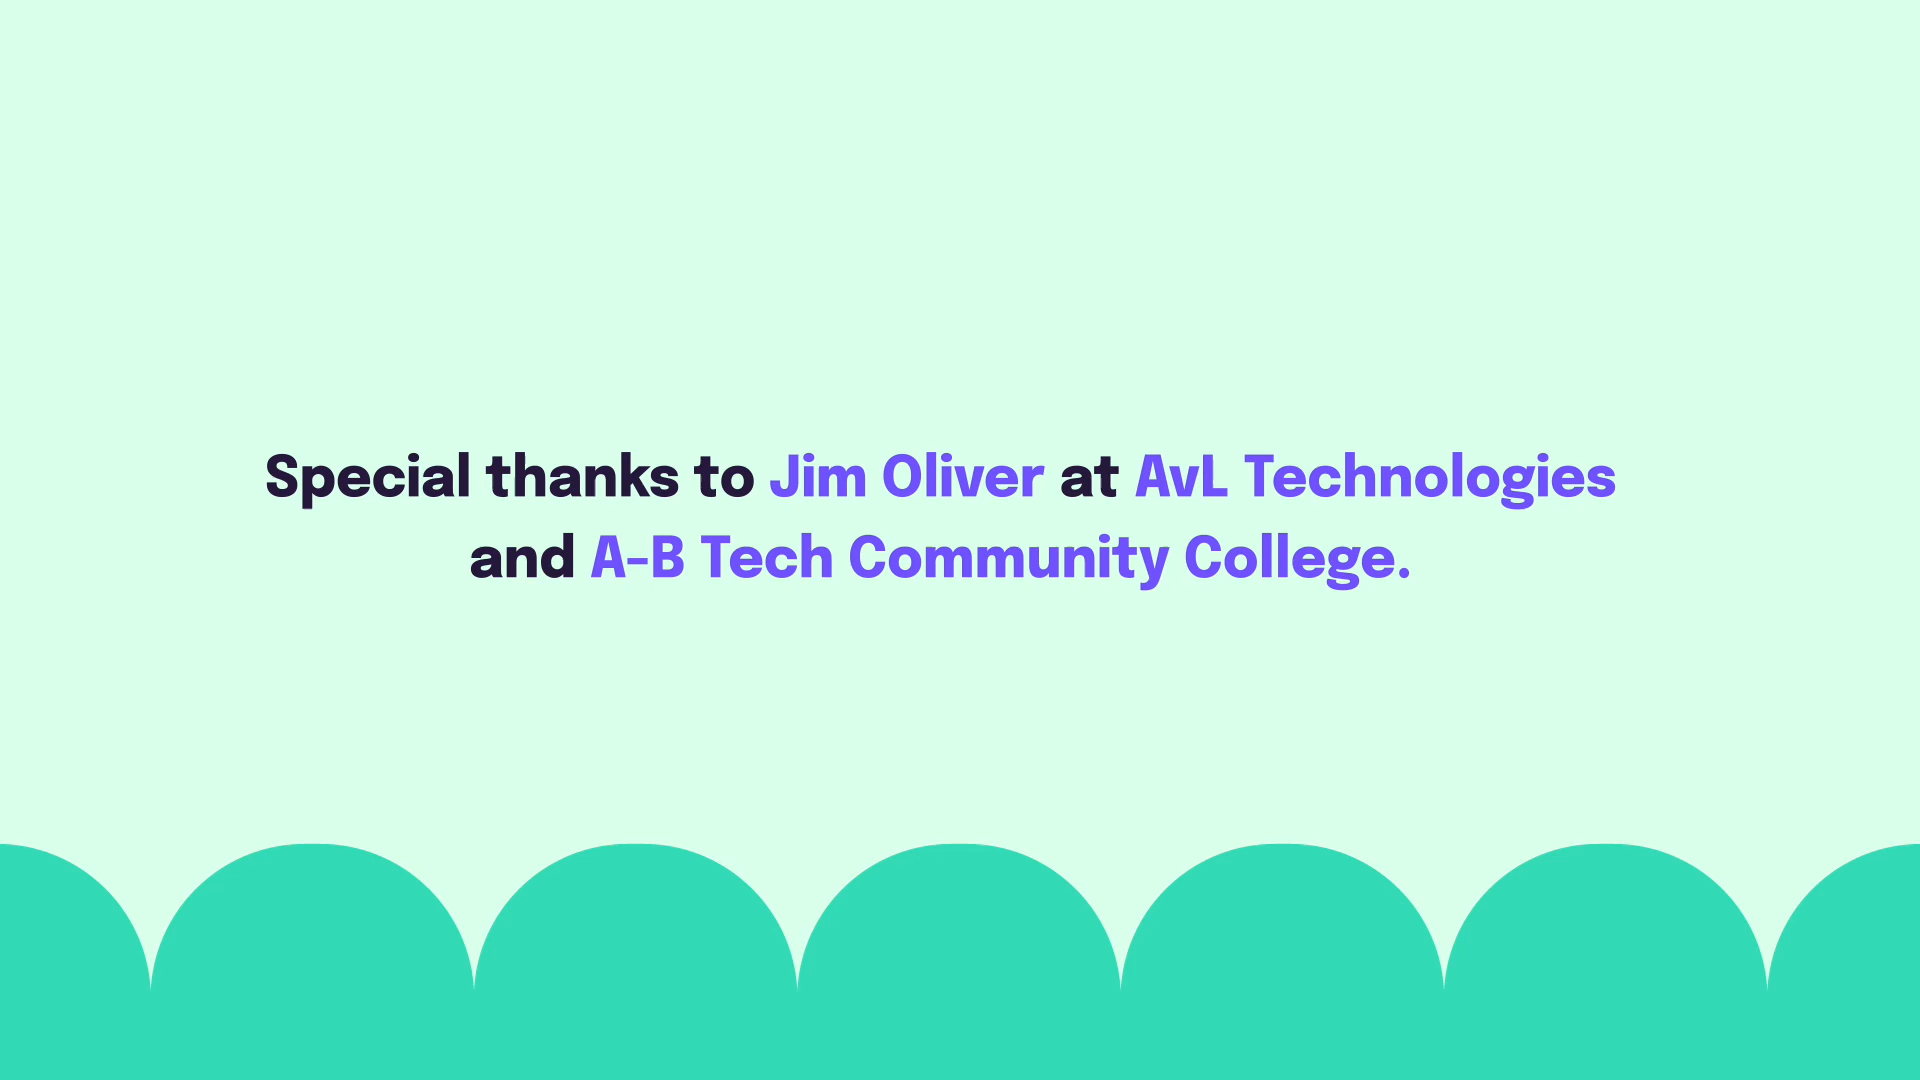 Special thanks to Jim Oliver at AvL Technologies
and A-B Tech Community College.